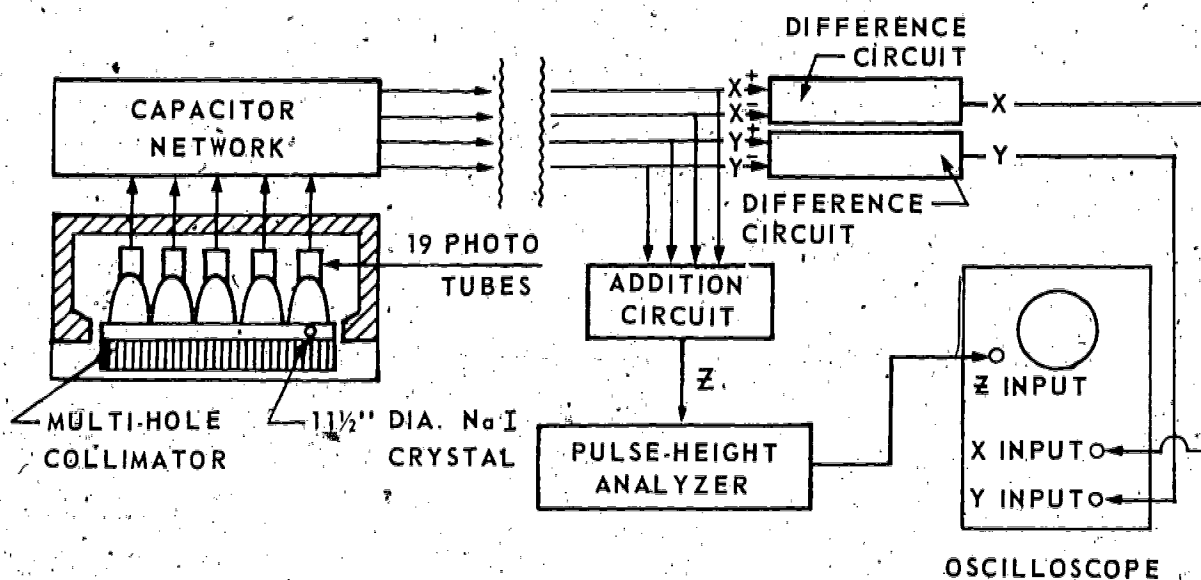 DIFFERENCE
CIRCUIT
CAPACITOR
NETWORK
X+
X-
Y+
Y-
X
Y
DIFFERENCE
CIRCUIT
19 PHOTO
TUBES
ADDITION
CIRCUIT
Z
Z INPUT
MULTI-HOLE
COLLIMATOR
11½" DIA. NaI
CRYSTAL
PULSE-HEIGHT
ANALYZER
X INPUT
Y INPUT
OSCILLOSCOPE